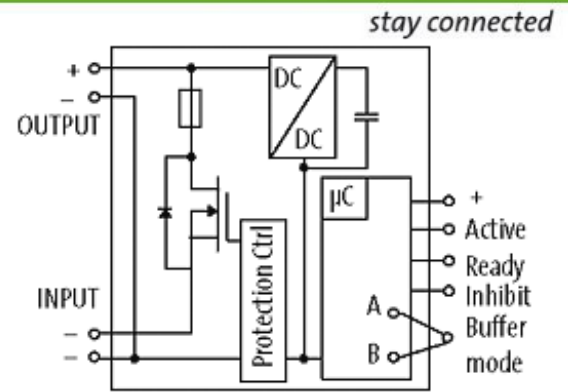 stay connected
+
–
OUTPUT
DC
DC
µC
+
Active
Ready
Inhibit
Buffer
mode
A
B
Protection Ctrl
INPUT
–
–